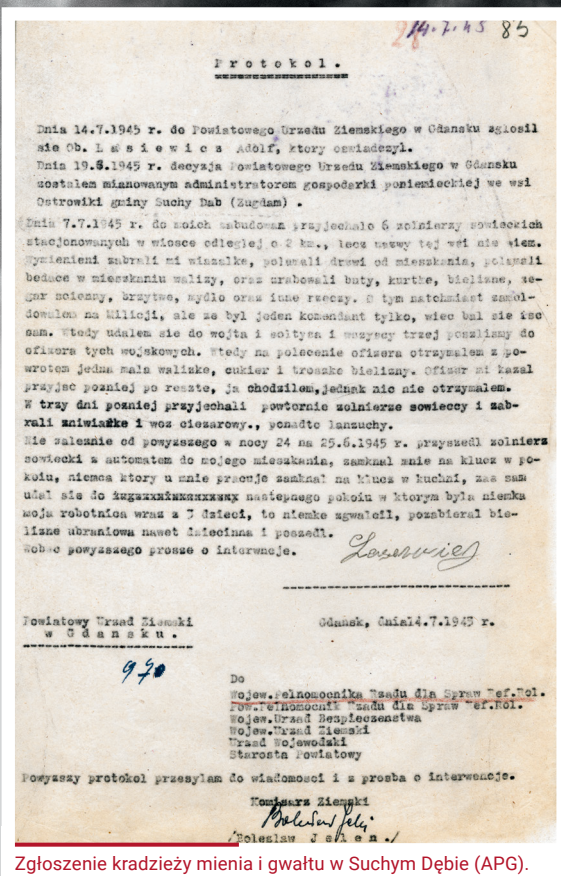 14.7.45 85
28
Protokol.
Dnia 14.7.1945 r. do Powiatowego Urzedu Ziemskiego w Gdansku zglosil
sie Ob. Lasiewicz Adolf, ktory oswiadczyl.
Dnia 19.6.1945 r. decyzja Powiatowego Urzedu Ziemskiego w Gdansku
zostalem mianowanym administratorem gospodarki poniemieckiej we wsi
Ostrowiki gminy Suchy Dab (Zugdam) .
Dnia 7.7.1945 r. do moich zabudowan przyjechalo 6 zolnierzy sowieckich
stacjonowanych w wiosce odleglej o 2 km., lecz nazwy tej wsi nie wiem.
Wymienieni zabrali mi wiazalke, polamali drzwi od mieszkania, polamali
bedace w mieszkaniu walizy, oraz zrabowali buty, kurtke, bielizne, ze-
gar scienny, brzytwe, mydlo oraz inne rzeczy. O tym natchmiast zamel-
dowalem na Milicji, ale ze byl jeden komendant tylko, wiec bal sie isc
sam. Wtedy udalem sie do wojta i soltysa i wszyscy trzej poszlismy do
oficera tych wojskowych. Wtedy na polecenie oficera otrzymalem z po-
wrotem jedna mala walizke, cukier i troszke bielizny. Oficer mi kazal
przyjsc pozniej po reszte, ja chodzilem,jednak nic nie otrzymalem.
W trzy dni pozniej przyjechali powtornie zolnierze sowieccy i zab-
rali zniwiarke i woz ciezarowy., ponadto lanzuchy.
Nie zaleznie od powyzszego w nocy 24 na 25.6.1945 r. przyszedl zolnierz
sowiecki z automatem do mojego mieszkania, zamknal mnie na klucz w po-
koju, niemca ktory u mnie pracuje zamknal na klucz w kuchni, zas sam
udal sie do nastepnego pokoiu w ktorym byla niemka
moja robotnica wraz z 3 dzieci, to niemke zgwalcil, pozabieral bie-
lizne ubraniowa nawet dziecinna i poszedl.
Wobec powyzszego prosze o interwncje.
Powiatowy Urzad Ziemski
w Gdansku.
Gdansk, dnia14.7.1945 r.
970
Do
Wojew.Pelnomocnika Rzadu dla Spraw Ref.Rol.
Pow.Pelnomocnik Rzadu dla Spraw Ref.Rol.
Wojew.Urzad Bezpieczenstwa
Wojew.Urzad Ziemski
Urzad Wojewodzki
Starosta Powiatowy
Powyzszy protokol przesylam do wiadomosci i z prosba o interwencje.
Komisarz Ziemski
/Boleslaw Jelen./
Zgłoszenie kradzieży mienia i gwałtu w Suchym Dębie (APG).